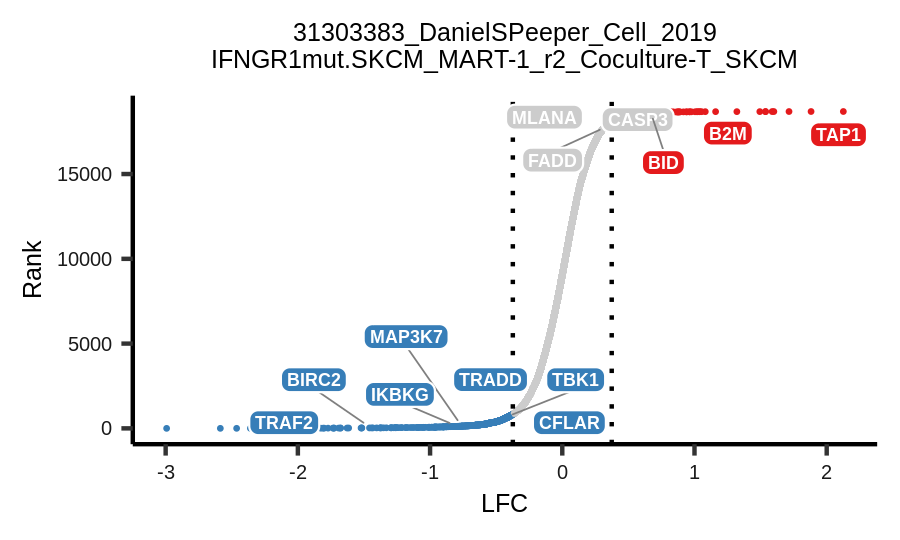 31303383_DanielSPeeper_Cell_2019
IFNGR1mut.SKCM_MART-1_r2_Coculture-T_SKCM
MLANA
CASP3
FADD
BID
B2M
TAP1
15000
10000
5000
0
Rank
MAP3K7
BIRC2
IKBKG
TRADD
TBK1
TRAF2
CFLAR
-3
-2
-1
0
1
2
LFC